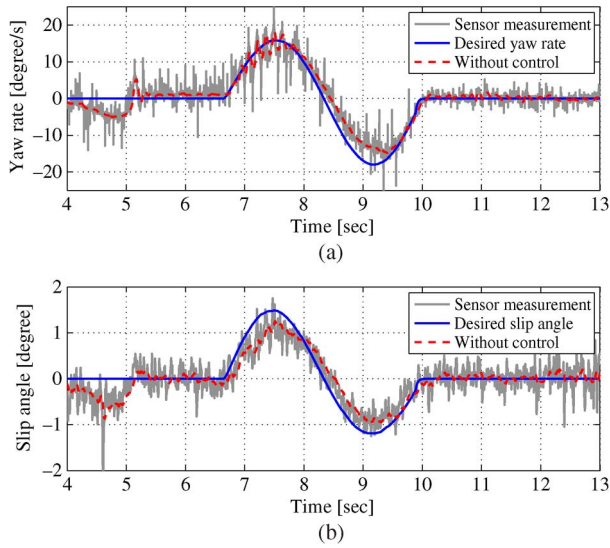 20
10
0
−10
−20
Yaw rate [degree/s]
Sensor measurement
Desired yaw rate
Without control
4 5 6 7 8 9 10 11 12 13
Time [sec]
(a)
2
1
0
-1
-2
Slip angle [degree]
Sensor measurement
Desired slip angle
Without control
4 5 6 7 8 9 10 11 12 13
Time [sec]
(b)